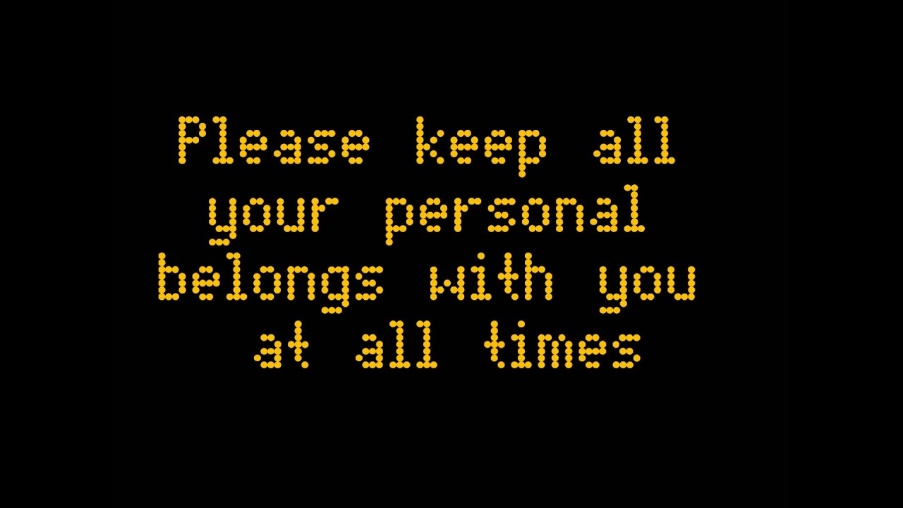 Please keep all
your personal
belongs with you
at all times